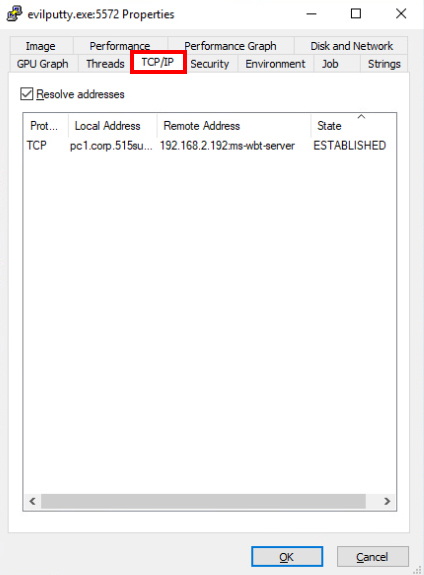 evilputty.exe:5572 Properties
Image Performance Performance Graph Disk and Network
GPU Graph Threads TCP/IP Security Environment Job Strings
Resolve addresses
Prot... Local Address Remote Address State
TCP pc1.corp.515su... 192.168.2.192:ms-wbt-server ESTABLISHED
OK Cancel